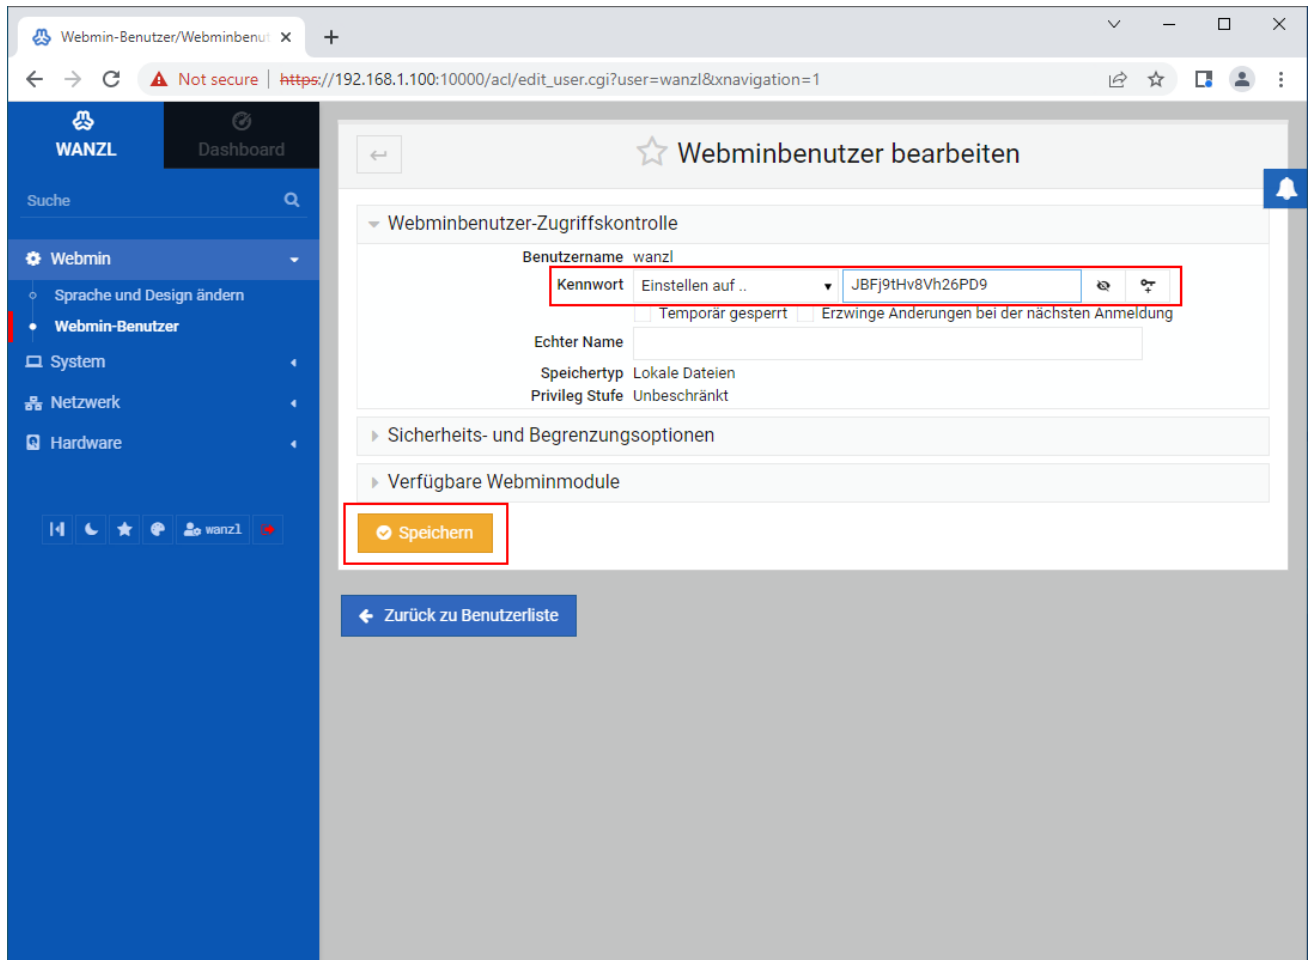 Webmin-Benutzer/Webminbenut
Not secure https://192.168.1.100:10000/acl/edit_user.cgi?user=wanzl&xnavigation=1
WANZL
Dashboard
Suche
Webmin
Sprache und Design ändern
Webmin-Benutzer
System
Netzwerk
Hardware
wanzl
Webminbenutzer bearbeiten
Webminbenutzer-Zugriffskontrolle
Benutzername wanzl
Kennwort Einstellen auf .. JBFj9tHv8Vh26PD9
Temporär gesperrt Erzwinge Änderungen bei der nächsten Anmeldung
Echter Name
Speichertyp Lokale Dateien
Privileg Stufe Unbeschränkt
Sicherheits- und Begrenzungsoptionen
Verfügbare Webminmodule
Speichern
Zurück zu Benutzerliste